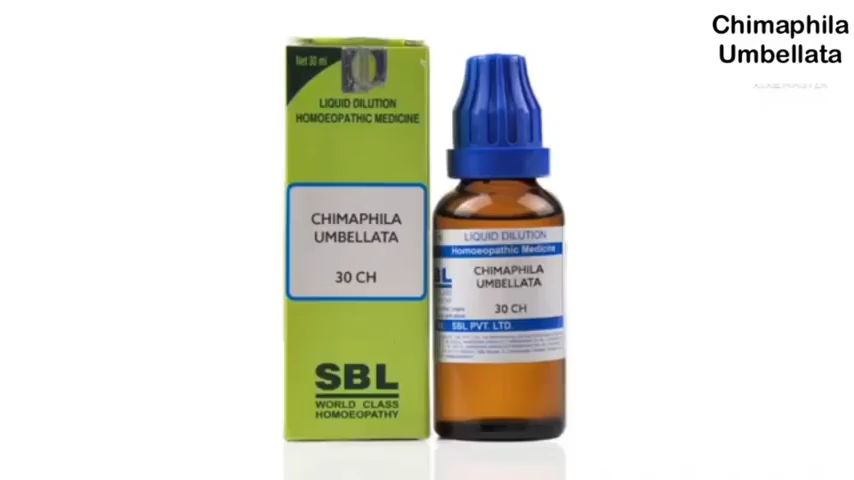 Chimaphila
Umbellata
Net 30 ml
LIQUID DILUTION
HOMOEOPATHIC MEDICINE
CHIMAPHILA
UMBELLATA
30 CH
SBL
WORLD CLASS
HOMOEOPATHY
LIQUID DILUTION
Homoeopathic Medicine
CHIMAPHILA
UMBELLATA
30 CH
SBL PVT. LTD.